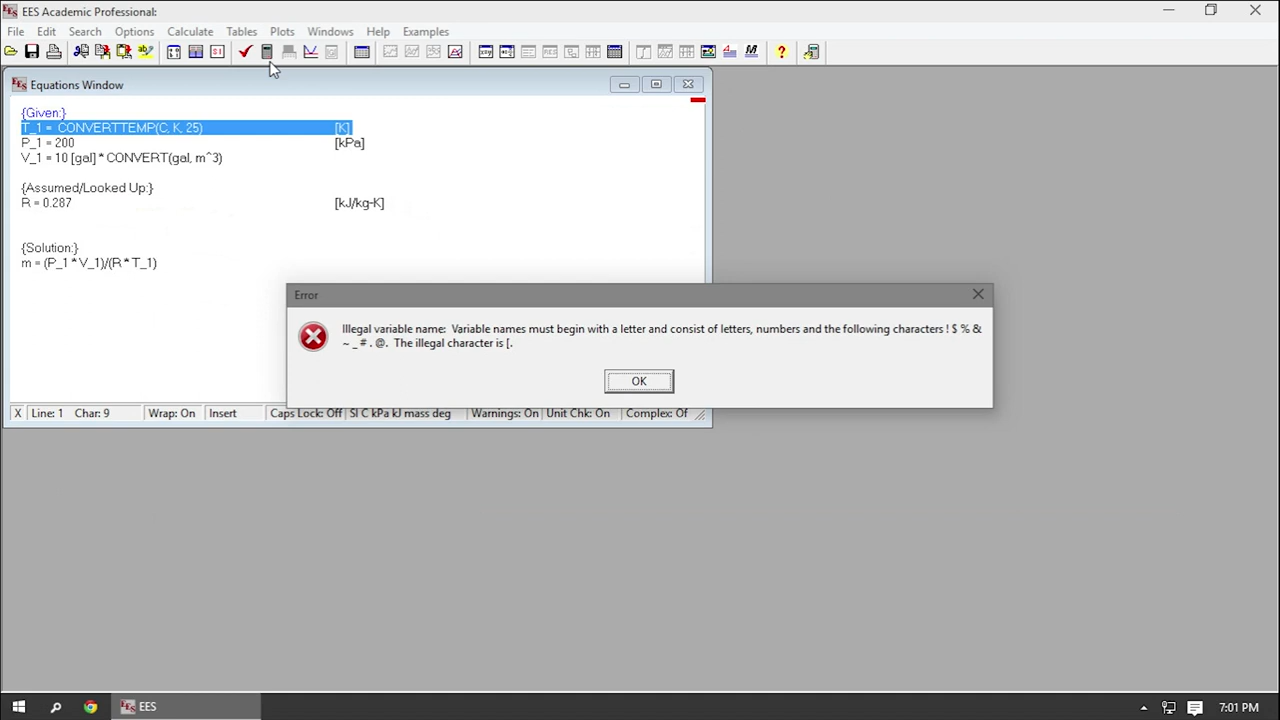 EES Academic Professional:
File Edit Search Options Calculate Tables Plots Windows Help Examples
Equations Window
{Given:}
T_1 = CONVERTTEMP(C, K, 25) [K]
P_1 = 200 [kPa]
V_1 = 10 [gal] * CONVERT(gal, m^3)
{Assumed/Looked Up:}
R = 0.287 [kJ/kg-K]
{Solution:}
m = (P_1 * V_1)/(R * T_1)
Error
Illegal variable name: Variable names must begin with a letter and consist of letters, numbers and the following characters ! $ % &
~ _ # . @. The illegal character is [.
OK
X Line: 1 Char: 9 Wrap: On Insert Caps Lock: Off SI C kPa kJ mass deg Warnings: On Unit Chk: On Complex: Of
EES 7:01 PM